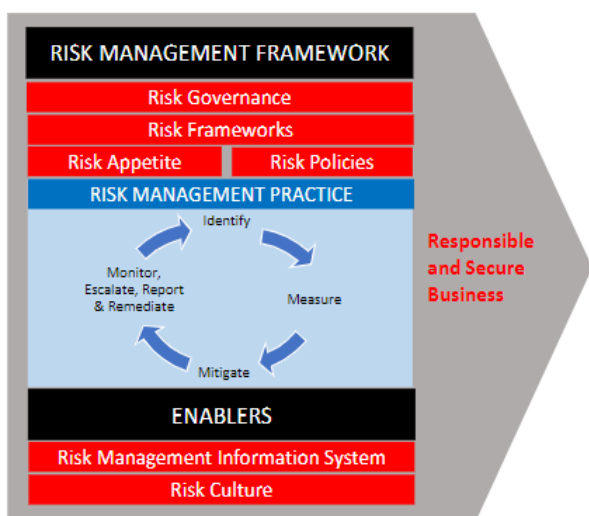 RISK MANAGEMENT FRAMEWORK
Risk Governance
Risk Frameworks
Risk Appetite
Risk Policies
RISK MANAGEMENT PRACTICE
Identify
Measure
Mitigate
Monitor,
Escalate, Report
& Remediate
Responsible
and Secure
Business
ENABLERS
Risk Management Information System
Risk Culture